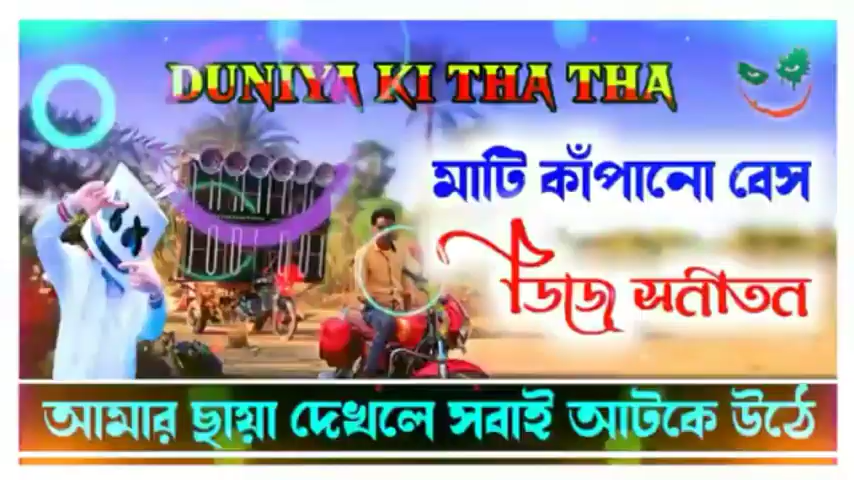 DUNIYA KI THA THA
মাটি কাঁপানো বেস
ডিজে সনাতন
আমার ছায়া দেখলে সবাই আটকে উঠে